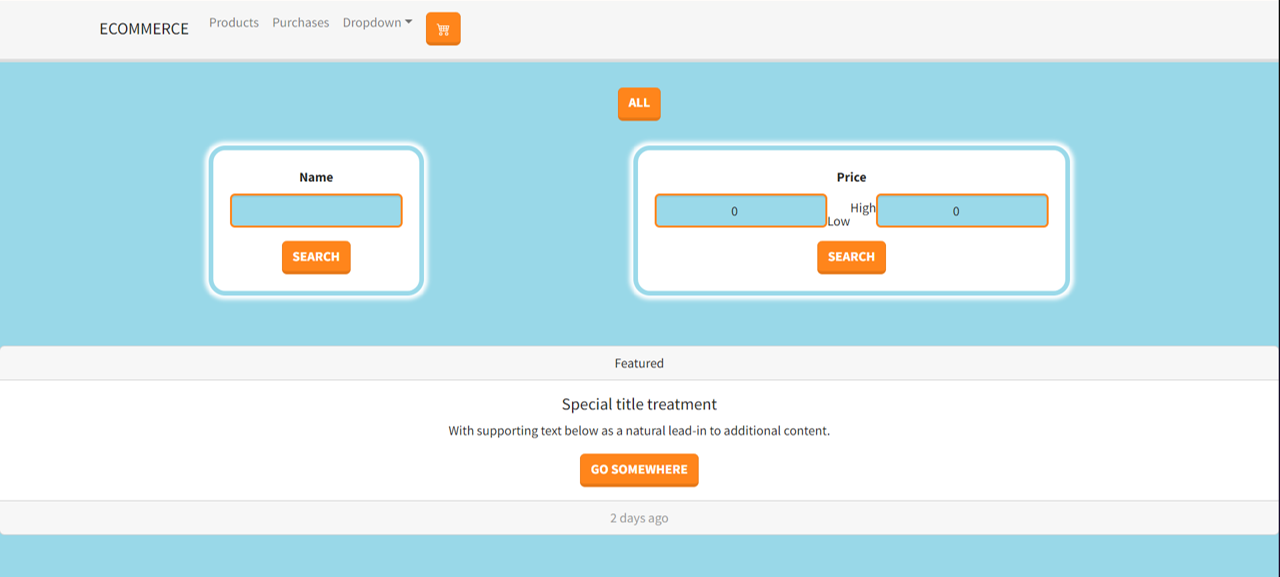 ECOMMERCE Products Purchases Dropdown
ALL
Name
SEARCH
Price
0 Low High 0
SEARCH
Featured
Special title treatment
With supporting text below as a natural lead-in to additional content.
GO SOMEWHERE
2 days ago